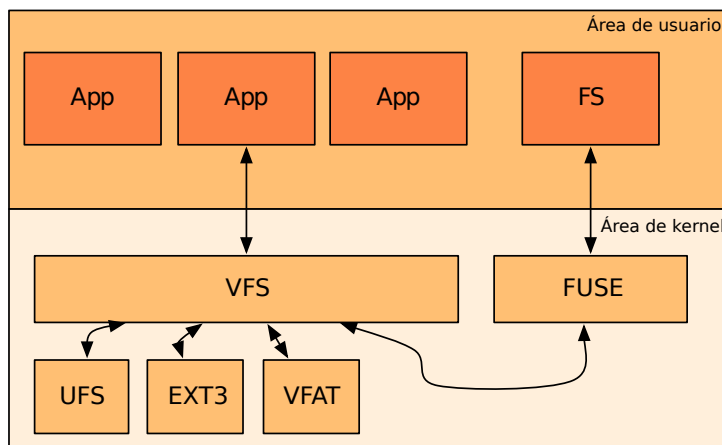 Área de usuario
App
App
App
FS
Área de kernel
VFS
FUSE
UFS
EXT3
VFAT